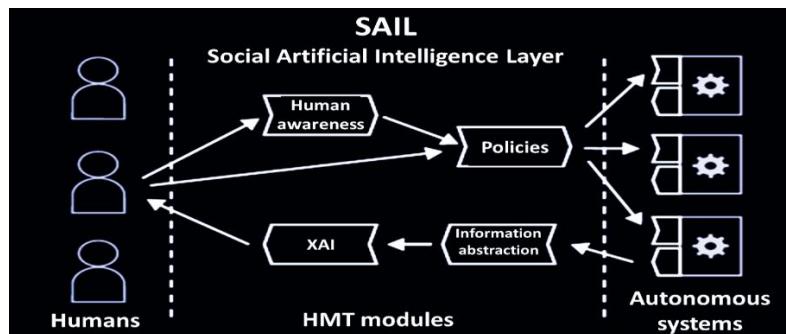 SAIL
Social Artificial Intelligence Layer
Human
awareness
Policies
XAI
Information
abstraction
Humans
HMT modules
Autonomous
systems